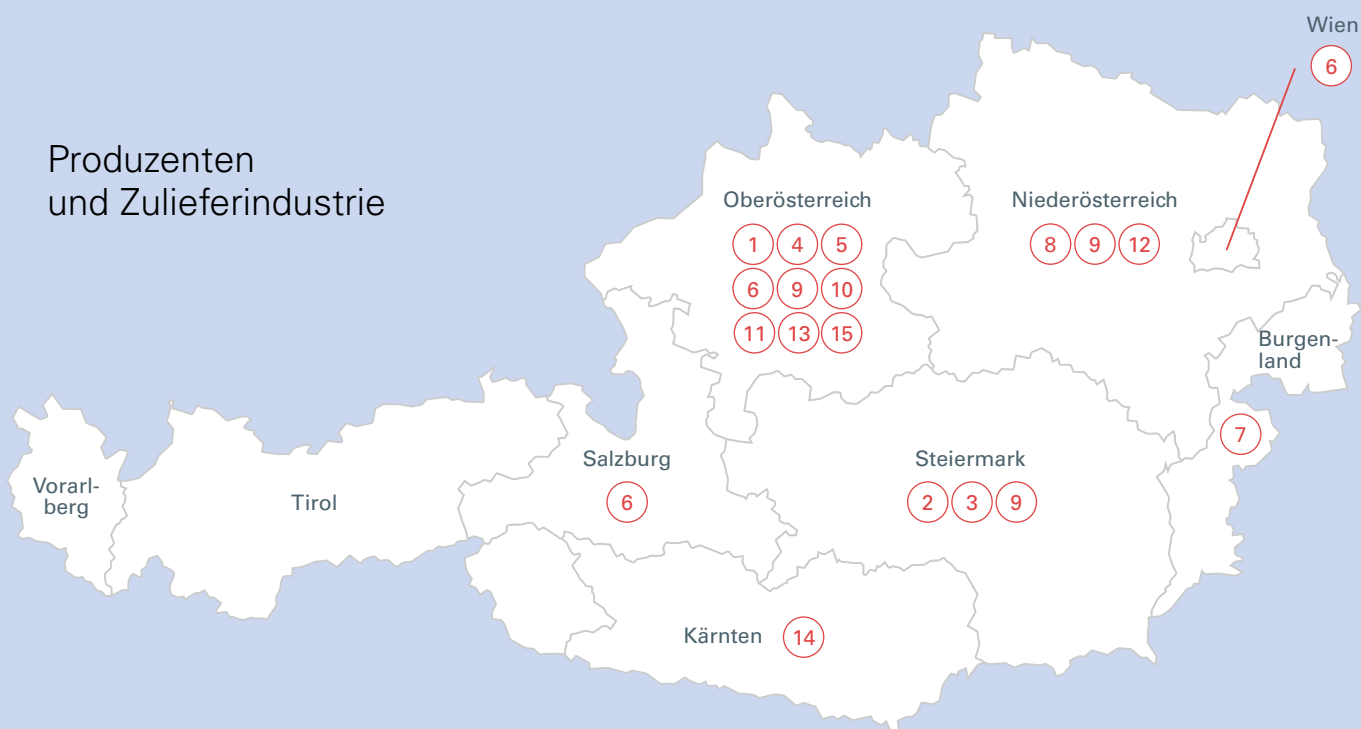 Wien
6
Produzenten
und Zulieferindustrie
Oberösterreich
1 4 5
6 9 10
11 13 15
Niederösterreich
8 9 12
Burgen-
land
7
Salzburg
6
Steiermark
2 3 9
Vorarl-
berg
Tirol
Kärnten 14